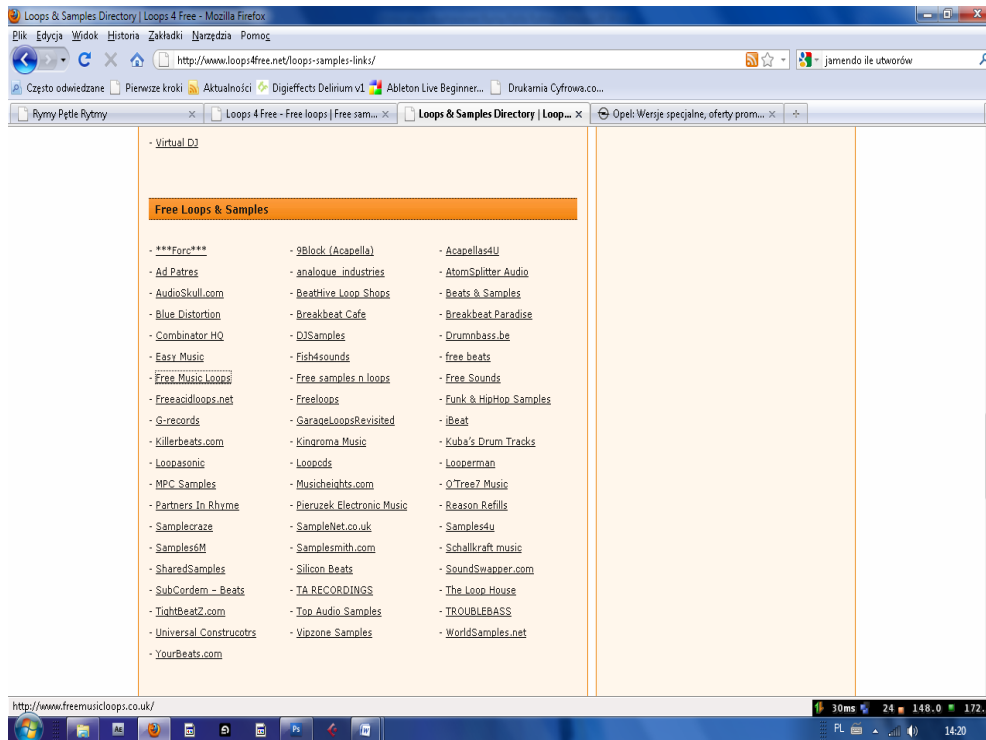 Loops & Samples Directory | Loops 4 Free - Mozilla Firefox
Plik Edycja Widok Historia Zakładki Narzędzia Pomoc
http://www.loops4free.net/loops-samples-links/ jamendo ile utworów
Często odwiedzane Pierwsze kroki Aktualności Digieffects Delirium v1 Ableton Live Beginner... Drukarnia Cyfrowa.co...
Rymy Pętle Rytmy Loops 4 Free - Free loops | Free sam... Loops & Samples Directory | Loop... Opel: Wersje specjalne, oferty prom...
- Virtual DJ
Free Loops & Samples
- ***Forc*** - 9Block (Acapella) - Acapellas4U
- Ad Patres - analogue_industries - AtomSplitter Audio
- AudioSkull.com - BeatHive Loop Shops - Beats & Samples
- Blue Distortion - Breakbeat Cafe - Breakbeat Paradise
- Combinator HQ - DJSamples - Drumnbass.be
- Easy Music - Fish4sounds - free beats
- Free Music Loops - Free samples n loops - Free Sounds
- Freeacidloops.net - Freeloops - Funk & HipHop Samples
- G-records - GarageLoopsRevisited - iBeat
- Killerbeats.com - Kingroma Music - Kuba's Drum Tracks
- Loopasonic - Loopcds - Looperman
- MPC Samples - Musicheights.com - O'Tree7 Music
- Partners In Rhyme - Pieruzek Electronic Music - Reason Refills
- Samplecraze - SampleNet.co.uk - Samples4u
- Samples6M - Samplesmith.com - Schallkraft music
- SharedSamples - Silicon Beats - SoundSwapper.com
- SubCordem – Beats - TA RECORDINGS - The Loop House
- TightBeatZ.com - Top Audio Samples - TROUBLEBASS
- Universal Construcotrs - Vipzone Samples - WorldSamples.net
- YourBeats.com
http://www.freemusicloops.co.uk/ 30ms 24 148.0 172.
AE Ps PL 14:20